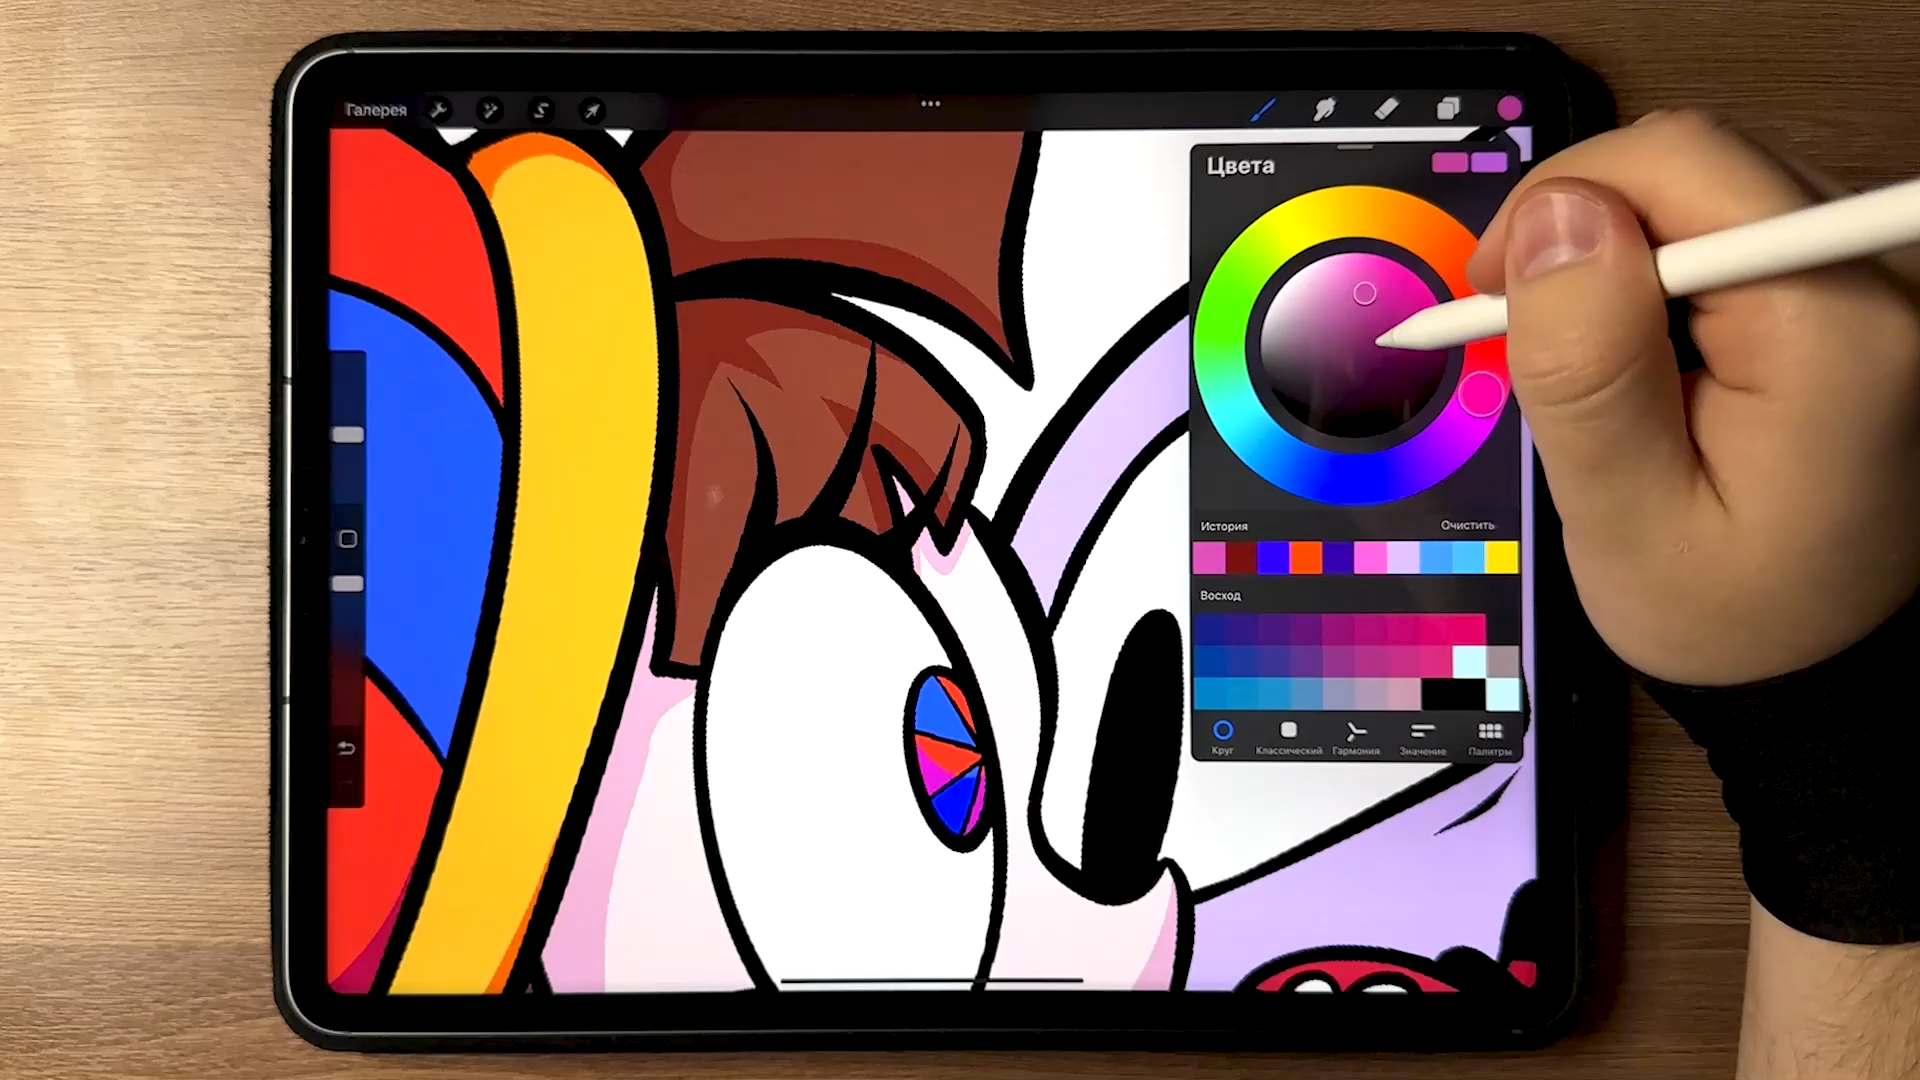 Галерея
Цвета
История Очистить
Восход
Круг Классический Гармония Значение Палитры